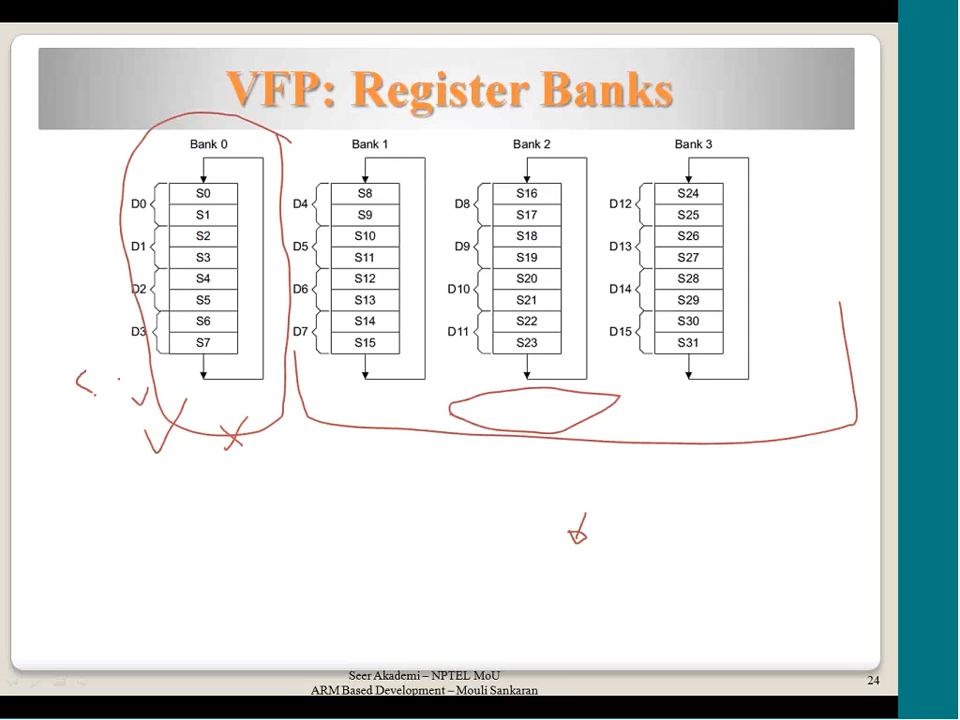 VFP: Register Banks
Bank 0 Bank 1 Bank 2 Bank 3
S0 S8 S16 S24
D0 D4 D8 D12
S1 S9 S17 S25
S2 S10 S18 S26
D1 D5 D9 D13
S3 S11 S19 S27
S4 S12 S20 S28
D2 D6 D10 D14
S5 S13 S21 S29
S6 S14 S22 S30
D3 D7 D11 D15
S7 S15 S23 S31
Seer Akademi – NPTEL MoU
ARM Based Development – Mouli Sankaran
24